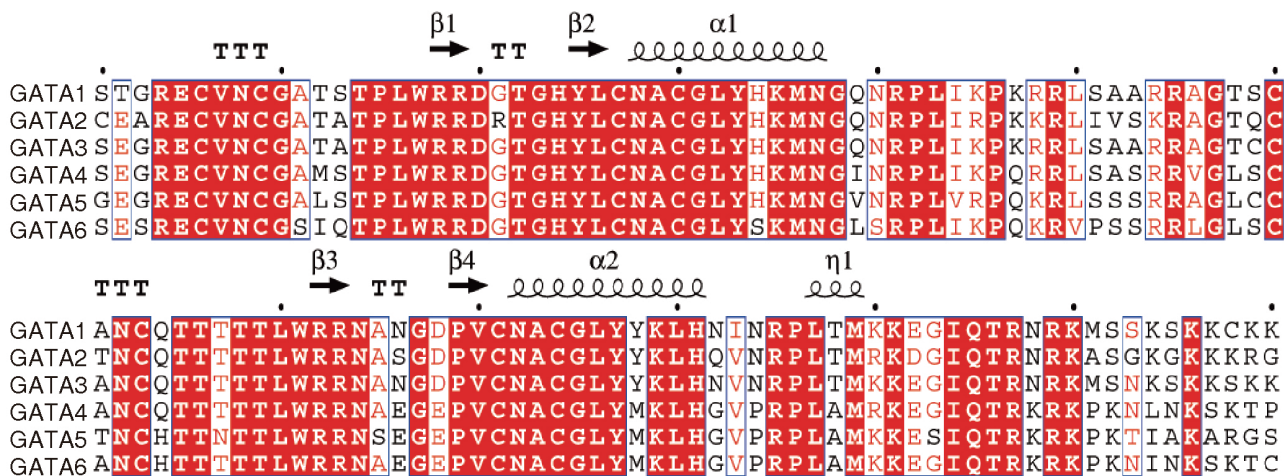 β1 β2 α1
TTT TT
GATA1 STGRECVNCGATSTPLWRRDGTGHYLCNACGLYHKMNGQNRPLIKPKRRLSAARRAGTSC
GATA2 CEARECVNCGATATPLWRRDRTGHYLCNACGLYHKMNGQNRPLIRPKKRLIVSKRAGTQC
GATA3 SEGRECVNCGATATPLWRRDGTGHYLCNACGLYHKMNGQNRPLIKPKRRLSAARRAGTCC
GATA4 SEGRECVNCGAMSTPLWRRDGTGHYLCNACGLYHKMNGINRPLIKPQRRLSASRRVGLSC
GATA5 GEGRECVNCGALSTPLWRRDGTGHYLCNACGLYHKMNGVNRPLVRPQKRLSSSRRAGLCC
GATA6 SESRECVNCGSIQTPLWRRDGTGHYLCNACGLYSKMNGLSRPLIKPQKRVPSSRRLGLSC
β3 β4 α2 η1
TTT TT
GATA1 ANCQTTTTTLWRRNANGDPVCNACGLYYKLHNINRPLTMKKEGIQTRNRKMSSKSKKCKK
GATA2 TNCQTTTTTLWRRNASGDPVCNACGLYYKLHQVNRPLTMRKDGIQTRNRKASGKGKKKRG
GATA3 ANCQTTTTTLWRRNANGDPVCNACGLYYKLHNVNRPLTMKKEGIQTRNRKMSNKSKKSKK
GATA4 ANCQTTTTTLWRRNAEGEPVCNACGLYMKLHGVPRPLAMRKEGIQTRKRKPKNLNKSKTP
GATA5 TNCHTTNTTLWRRNSEGEPVCNACGLYMKLHGVPRPLAMKKESIQTRKRKPKTIAKARGS
GATA6 ANCHTTTTTLWRRNAEGEPVCNACGLYMKLHGVPRPLAMKKEGIQTRKRKPKNINKSKTC